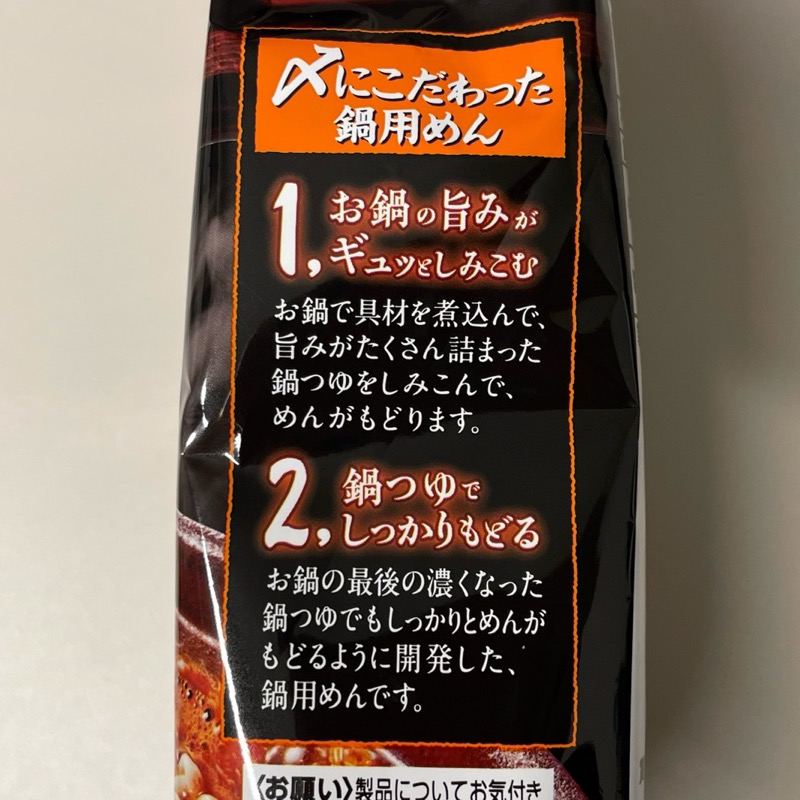 〆にこだわった
鍋用めん
1, お鍋の旨みが
ギュッとしみこむ
お鍋で具材を煮込んで、
旨みがたくさん詰まった
鍋つゆをしみこんで、
めんがもどります。
2, 鍋つゆで
しっかりもどる
お鍋の最後の濃くなった
鍋つゆでもしっかりとめんが
もどるように開発した、
鍋用めんです。
〈お願い〉製品についてお気付き